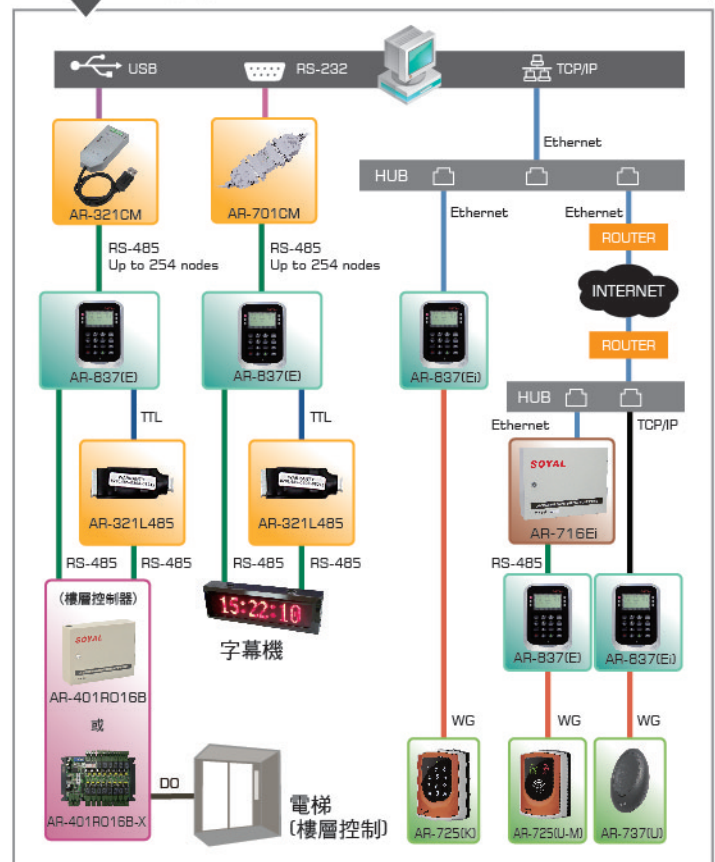 USB
RS-232
TCP/IP
Ethernet
HUB
AR-321CM
AR-701CM
Ethernet
Ethernet
ROUTER
RS-485
Up to 254 nodes
RS-485
Up to 254 nodes
INTERNET
ROUTER
AR-837(E)
AR-837(E)
AR-837(Ei)
HUB
TTL
TTL
Ethernet
TCP/IP
SOYAL
AR-321L485
AR-321L485
AR-716Ei
RS-485
RS-485
RS-485
RS-485
RS-485
(樓層控制器)
15:22:10
字幕機
SOYAL
AR-837(E)
AR-837(Ei)
AR-401RO16B
或
WG
WG
WG
DO
AR-401RO16B-X
電梯
(樓層控制)
AR-725(K)
AR-725(U-M)
AR-737(U)